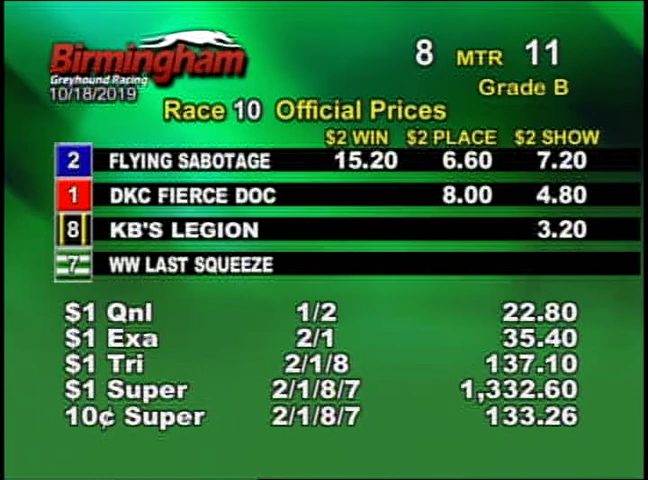 Birmingham
Greyhound Racing
10/18/2019
8 MTR 11
Grade B
Race 10 Official Prices
$2 WIN $2 PLACE $2 SHOW
2 FLYING SABOTAGE 15.20 6.60 7.20
1 DKC FIERCE DOC 8.00 4.80
8 KB'S LEGION 3.20
7 WW LAST SQUEEZE
$1 Qnl 1/2 22.80
$1 Exa 2/1 35.40
$1 Tri 2/1/8 137.10
$1 Super 2/1/8/7 1,332.60
10¢ Super 2/1/8/7 133.26